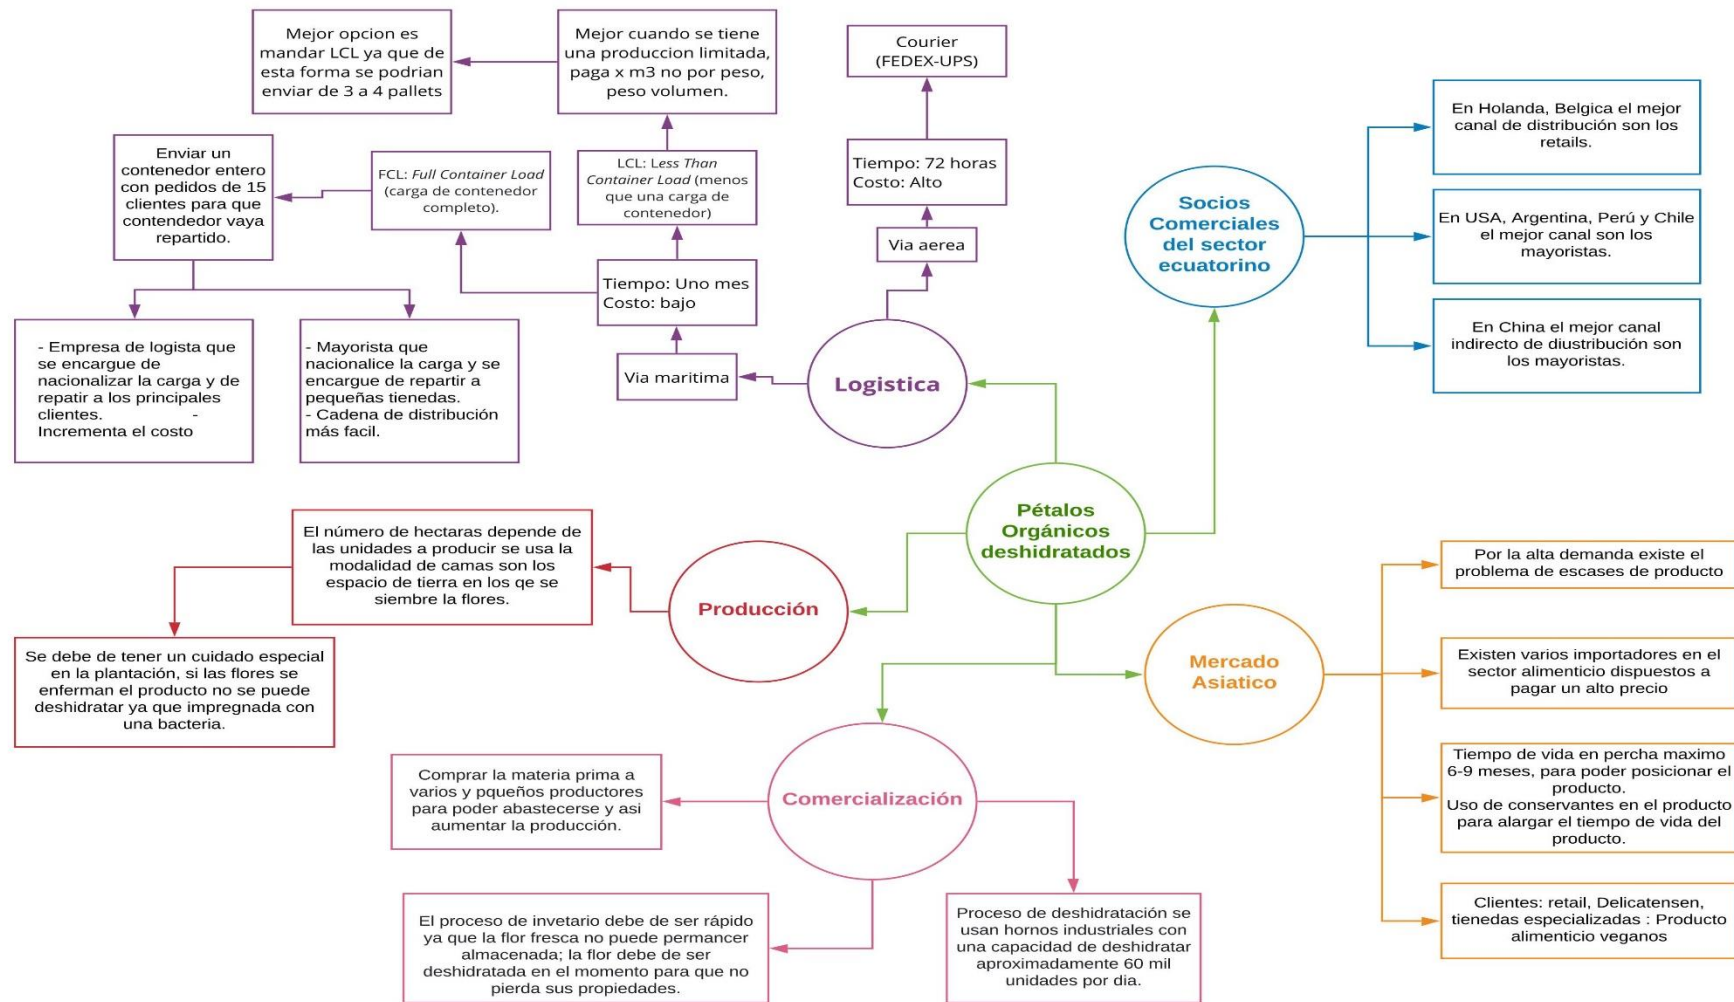 Mejor opcion es
mandar LCL ya que de
esta forma se podrian
enviar de 3 a 4 pallets
Mejor cuando se tiene
una produccion limitada,
paga x m3 no por peso,
peso volumen.
Courier
(FEDEX-UPS)
Enviar un
contenedor entero
con pedidos de 15
clientes para que
contendedor vaya
repartido.
FCL: Full Container Load
(carga de contenedor
completo).
LCL: Less Than
Container Load (menos
que una carga de
contenedor)
Tiempo: 72 horas
Costo: Alto
Via aerea
Tiempo: Uno mes
Costo: bajo
- Empresa de logista que
se encargue de
nacionalizar la carga y de
repatir a los principales
clientes. -
Incrementa el costo
- Mayorista que
nacionalice la carga y se
encargue de repartir a
pequeñas tienedas.
- Cadena de distribución
más facil.
Via maritima
Logistica
Socios
Comerciales
del sector
ecuatorino
En Holanda, Belgica el mejor
canal de distribución son los
retails.
En USA, Argentina, Perú y Chile
el mejor canal son los
mayoristas.
En China el mejor canal
indirecto de diustribución son
los mayoristas.
Pétalos
Orgánicos
deshidratados
El número de hectaras depende de
las unidades a producir se usa la
modalidad de camas son los
espacio de tierra en los qe se
siembre la flores.
Producción
Se debe de tener un cuidado especial
en la plantación, si las flores se
enferman el producto no se puede
deshidratar ya que impregnada con
una bacteria.
Mercado
Asiatico
Por la alta demanda existe el
problema de escases de producto
Existen varios importadores en el
sector alimenticio dispuestos a
pagar un alto precio
Tiempo de vida en percha maximo
6-9 meses, para poder posicionar el
producto.
Uso de conservantes en el producto
para alargar el tiempo de vida del
producto.
Clientes: retail, Delicatensen,
tienedas especializadas : Producto
alimenticio veganos
Comercialización
Comprar la materia prima a
varios y pqueños productores
para poder abastecerse y asi
aumentar la producción.
El proceso de invetario debe de ser rápido
ya que la flor fresca no puede permancer
almacenada; la flor debe de ser
deshidratada en el momento para que no
pierda sus propiedades.
Proceso de deshidratación se
usan hornos industriales con
una capacidad de deshidratar
aproximadamente 60 mil
unidades por dia.